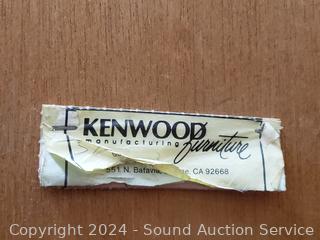 KENWOOD
manufacturing furniture
551 N. Batavia CA 92668
Copyright 2024 - Sound Auction Service